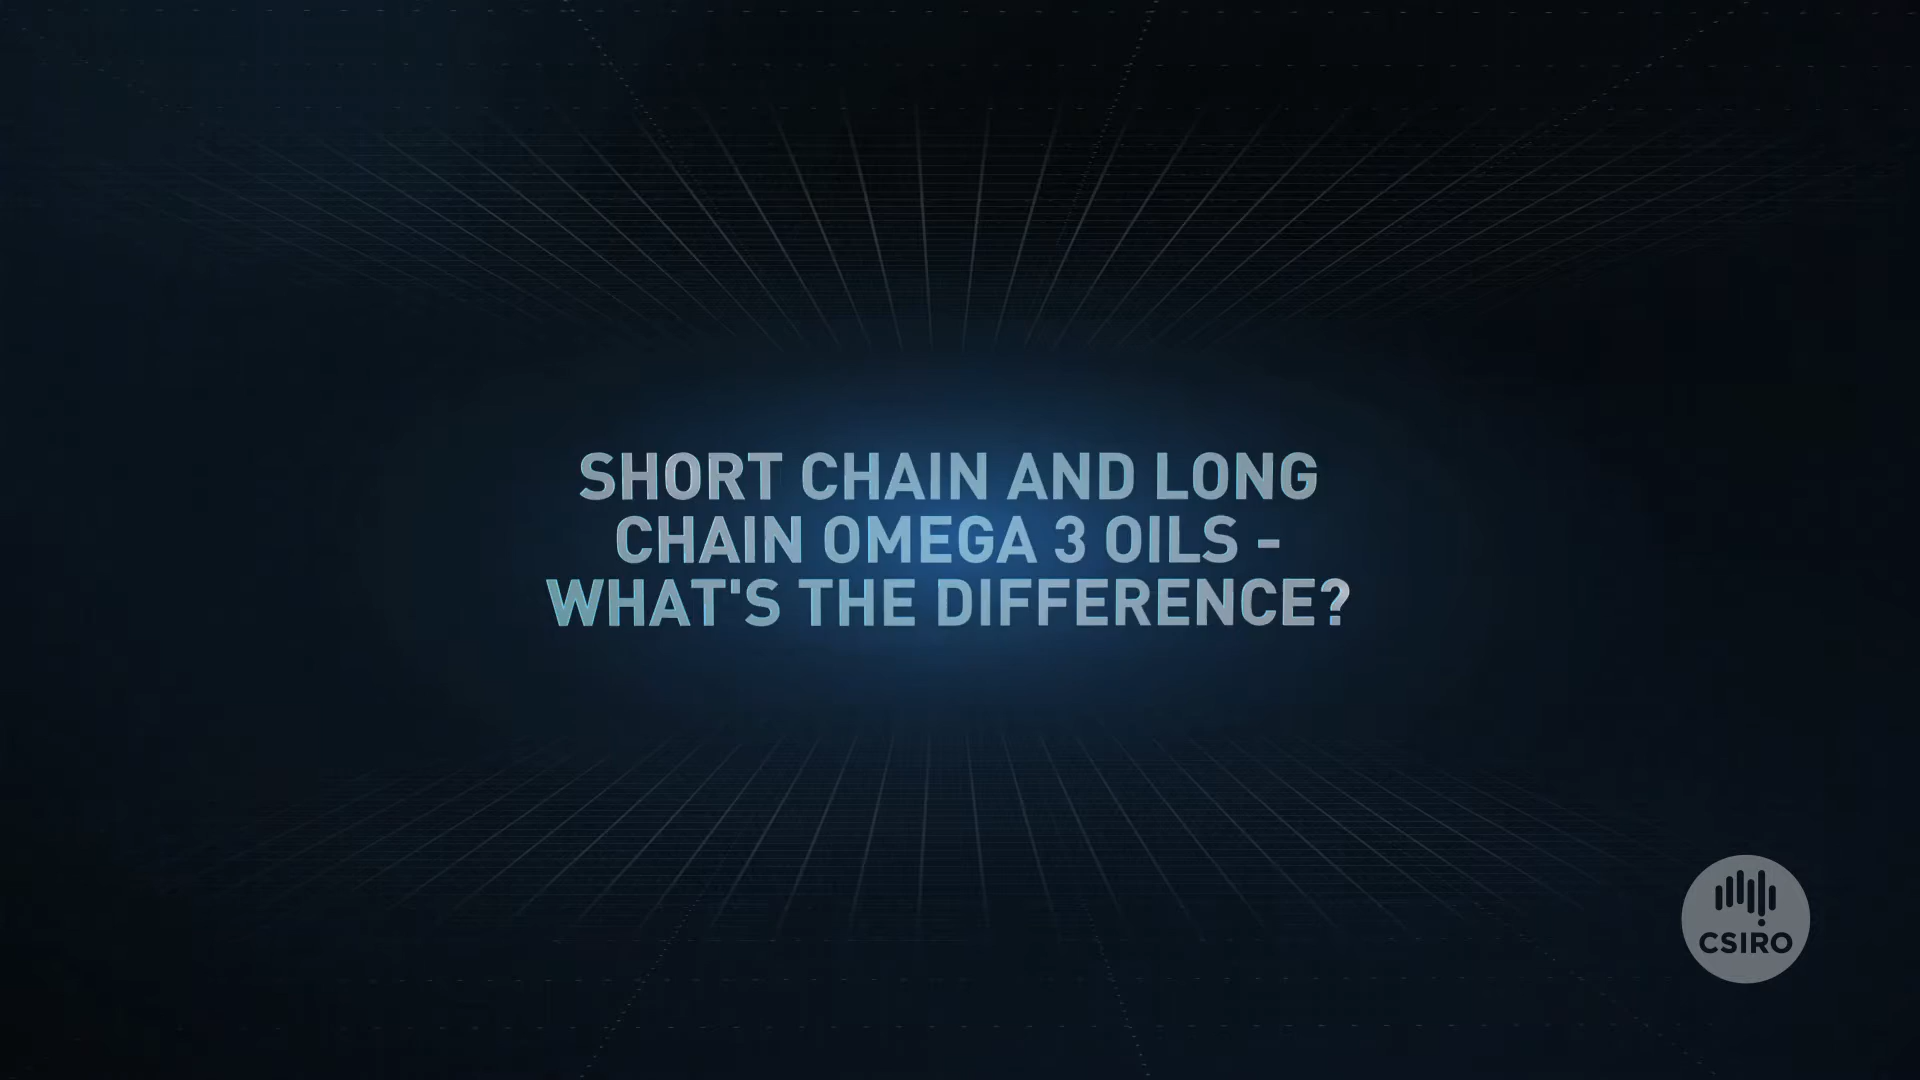 SHORT CHAIN AND LONG
CHAIN OMEGA 3 OILS -
WHAT'S THE DIFFERENCE?
CSIRO